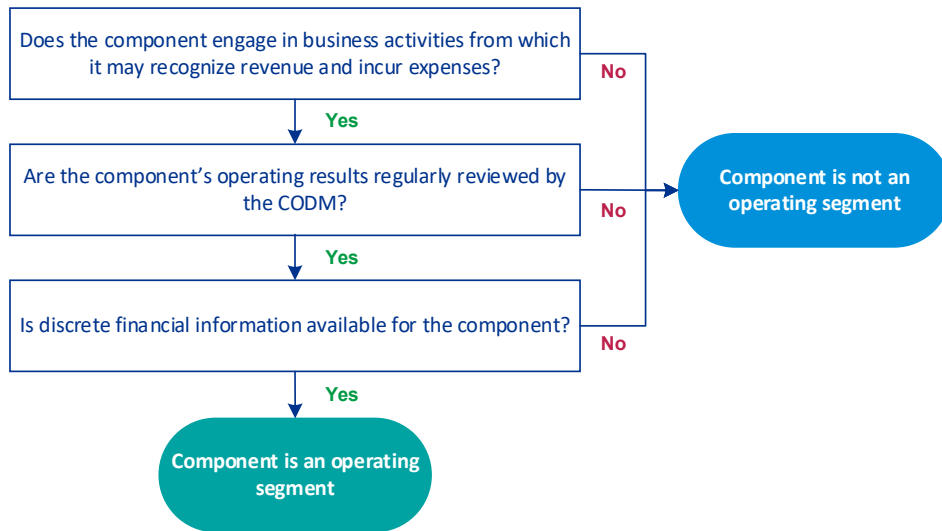 Does the component engage in business activities from which
it may recognize revenue and incur expenses?
No
Yes
Are the component’s operating results regularly reviewed by
the CODM?
Component is not an
operating segment
No
Yes
Is discrete financial information available for the component?
No
Yes
Component is an operating
segment